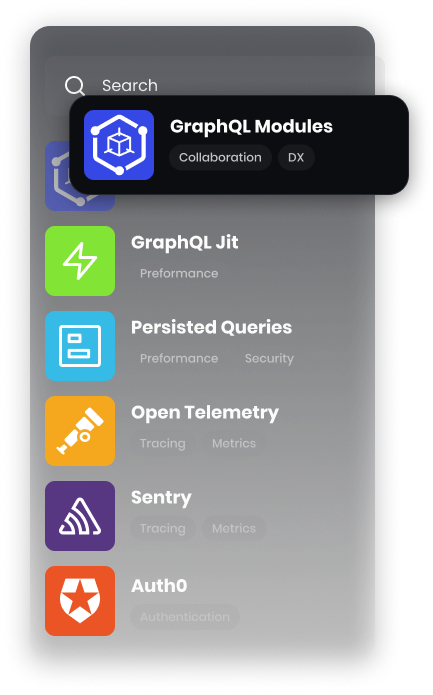 Search
GraphQL Modules
Collaboration DX
GraphQL Jit
Preformance
Persisted Queries
Preformance Security
Open Telemetry
Tracing Metrics
Sentry
Tracing Metrics
Auth0
Authentication